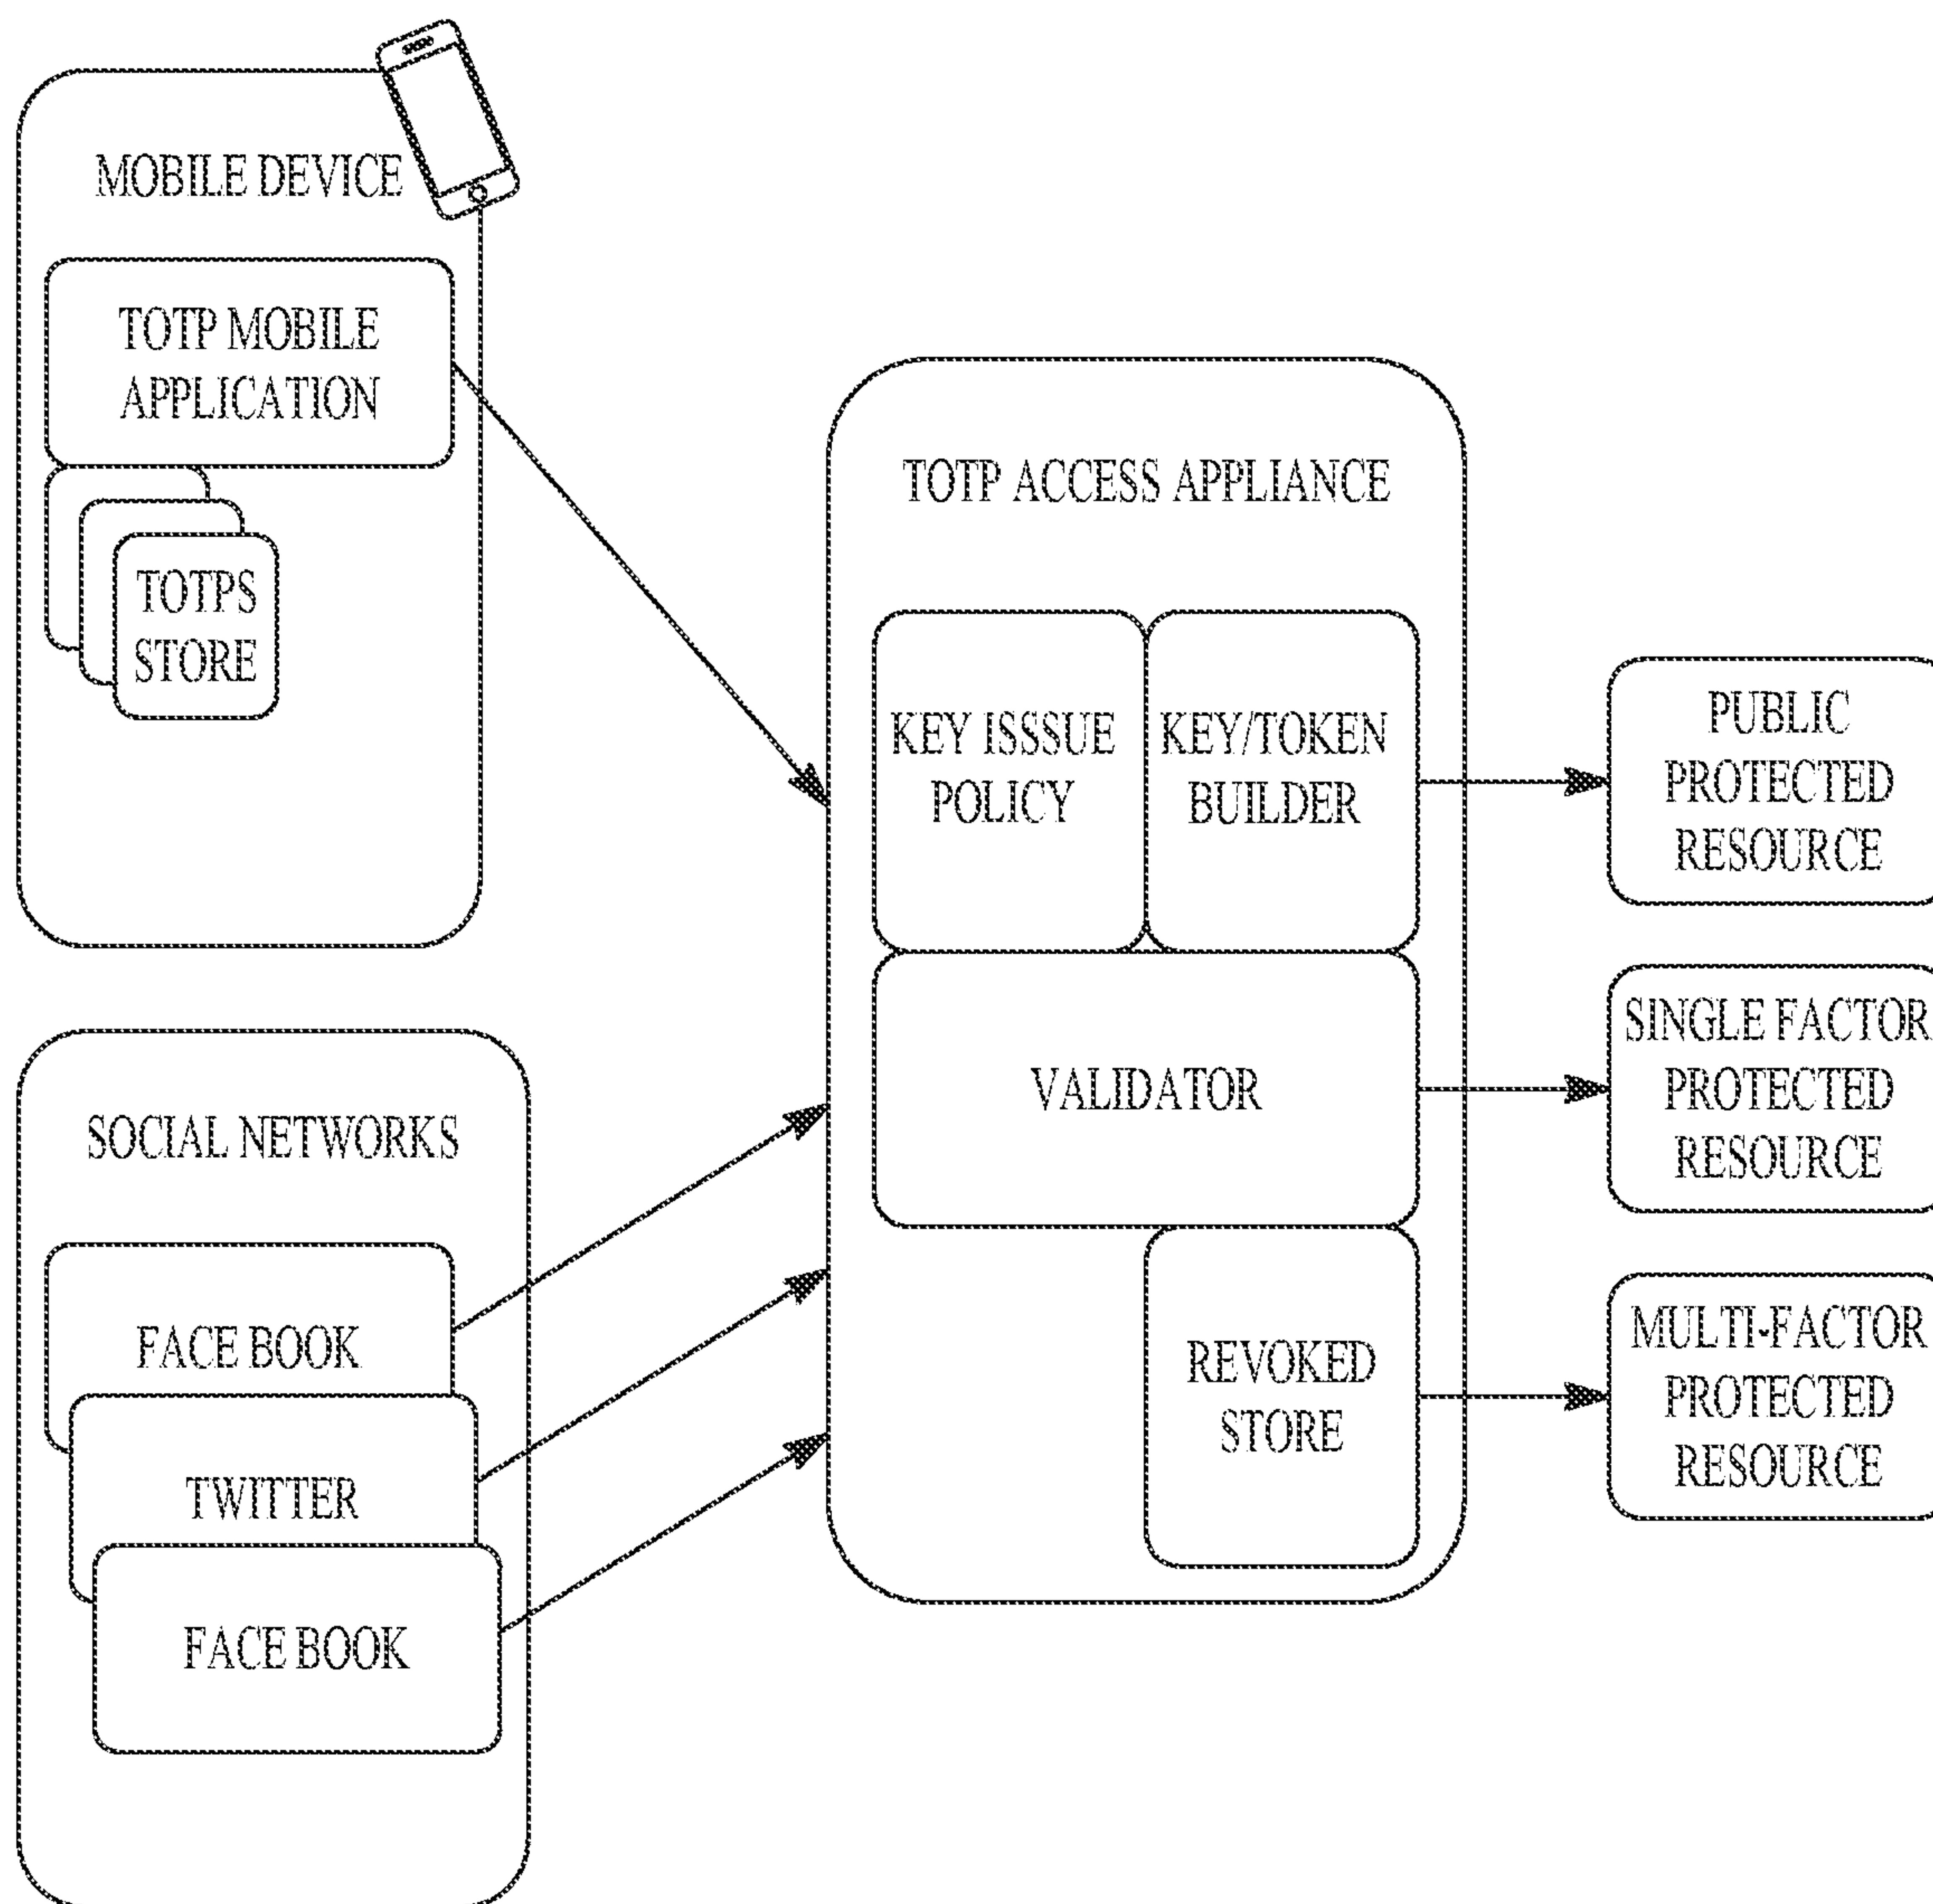 MOBILE DEVICE
TOTP MOBILE
APPLICATION
TOTPS
STORE
SOCIAL NETWORKS
FACE BOOK
TWITTER
FACE BOOK
TOTP ACCESS APPLIANCE
KEY ISSSUE
POLICY
KEY/TOKEN
BUILDER
VALIDATOR
REVOKED
STORE
PUBLIC
PROTECTED
RESOURCE
SINGLE FACTOR
PROTECTED
RESOURCE
MULTI-FACTOR
PROTECTED
RESOURCE